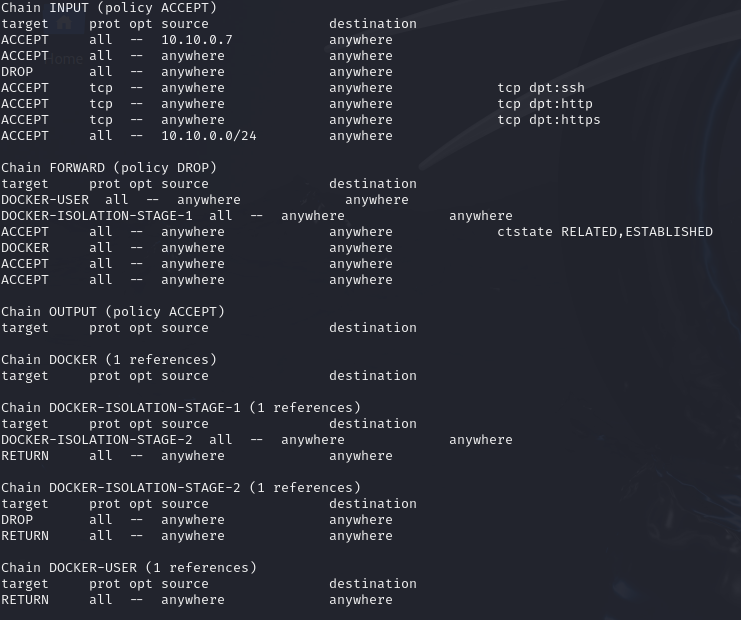 Chain INPUT (policy ACCEPT)
target     prot opt source               destination
ACCEPT     all  --  10.10.0.7            anywhere
ACCEPT     all  --  anywhere             anywhere
DROP       all  --  anywhere             anywhere
ACCEPT     tcp  --  anywhere             anywhere             tcp dpt:ssh
ACCEPT     tcp  --  anywhere             anywhere             tcp dpt:http
ACCEPT     tcp  --  anywhere             anywhere             tcp dpt:https
ACCEPT     all  --  10.10.0.0/24         anywhere

Chain FORWARD (policy DROP)
target     prot opt source               destination
DOCKER-USER  all  --  anywhere             anywhere
DOCKER-ISOLATION-STAGE-1  all  --  anywhere             anywhere
ACCEPT     all  --  anywhere             anywhere             ctstate RELATED,ESTABLISHED
DOCKER     all  --  anywhere             anywhere
ACCEPT     all  --  anywhere             anywhere
ACCEPT     all  --  anywhere             anywhere

Chain OUTPUT (policy ACCEPT)
target     prot opt source               destination

Chain DOCKER (1 references)
target     prot opt source               destination

Chain DOCKER-ISOLATION-STAGE-1 (1 references)
target     prot opt source               destination
DOCKER-ISOLATION-STAGE-2  all  --  anywhere             anywhere
RETURN     all  --  anywhere             anywhere

Chain DOCKER-ISOLATION-STAGE-2 (1 references)
target     prot opt source               destination
DROP       all  --  anywhere             anywhere
RETURN     all  --  anywhere             anywhere

Chain DOCKER-USER (1 references)
target     prot opt source               destination
RETURN     all  --  anywhere             anywhere
Home